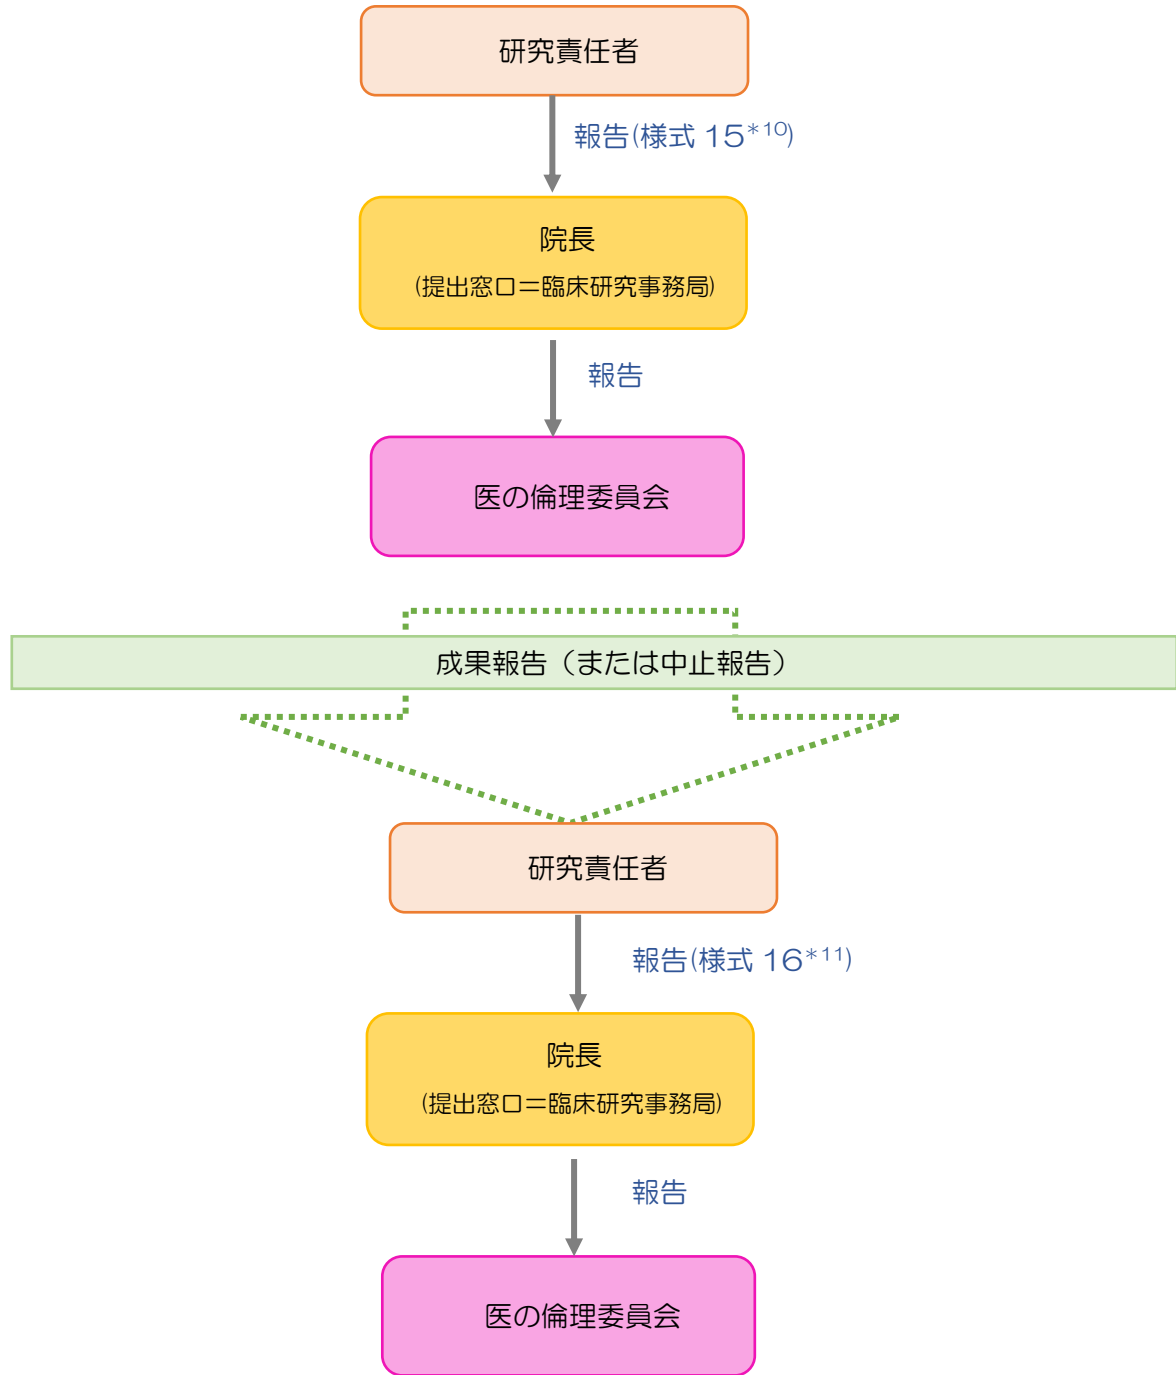 研究責任者
報告(様式 15*10)
院長
(提出窓口＝臨床研究事務局)
報告
医の倫理委員会
成果報告（または中止報告）
研究責任者
報告(様式 16*11)
院長
(提出窓口＝臨床研究事務局)
報告
医の倫理委員会